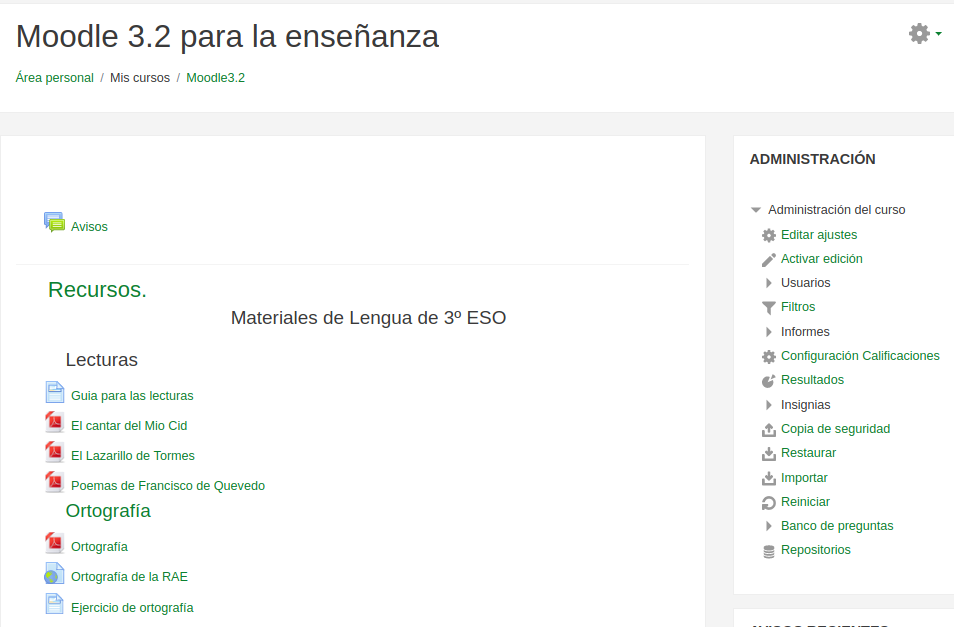 Moodle 3.2 para la enseñanza
Área personal / Mis cursos / Moodle3.2
Avisos
Recursos.
Materiales de Lengua de 3º ESO
Lecturas
Guia para las lecturas
El cantar del Mio Cid
El Lazarillo de Tormes
Poemas de Francisco de Quevedo
Ortografía
Ortografía
Ortografía de la RAE
Ejercicio de ortografía
ADMINISTRACIÓN
Administración del curso
Editar ajustes
Activar edición
Usuarios
Filtros
Informes
Configuración Calificaciones
Resultados
Insignias
Copia de seguridad
Restaurar
Importar
Reiniciar
Banco de preguntas
Repositorios
AVISOS RECIENTES